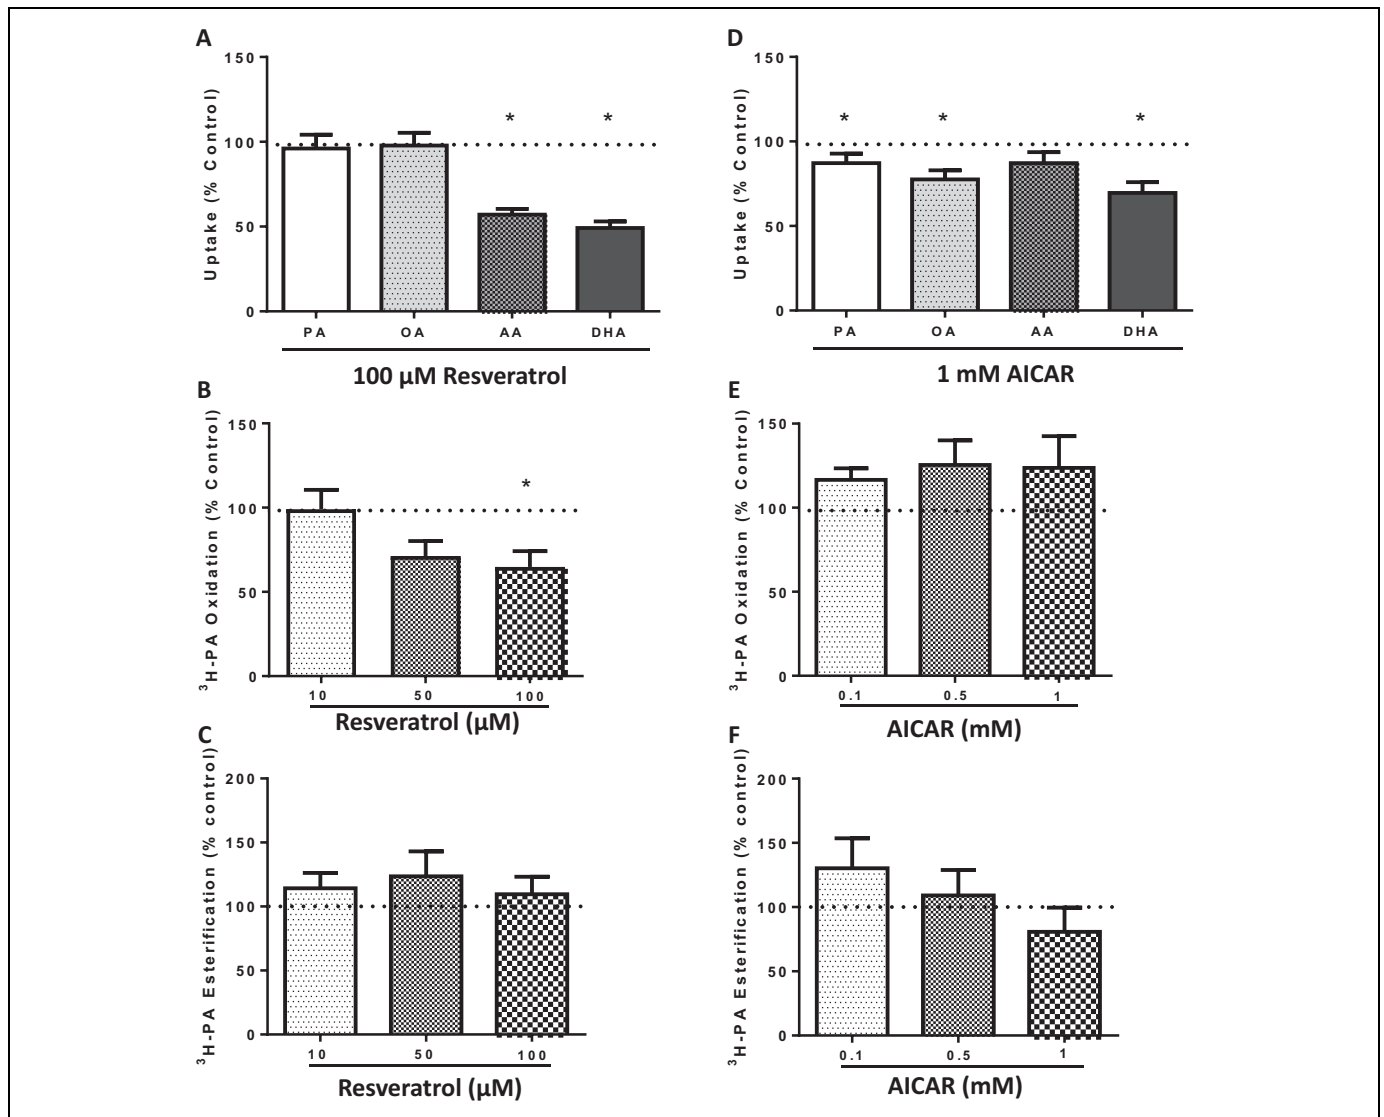 A
Uptake (% Control)
150
100
50
0
* *
PA OA AA DHA
100 µM Resveratrol
D
Uptake (% Control)
150
100
50
0
* * *
PA OA AA DHA
1 mM AICAR
B
³H-PA Oxidation (% Control)
150
100
50
0
*
10 50 100
Resveratrol (µM)
E
³H-PA Oxidation (% Control)
150
100
50
0
0.1 0.5 1
AICAR (mM)
C
³H-PA Esterification (% control)
200
150
100
50
0
10 50 100
Resveratrol (µM)
F
³H-PA Esterification (% control)
200
150
100
50
0
0.1 0.5 1
AICAR (mM)